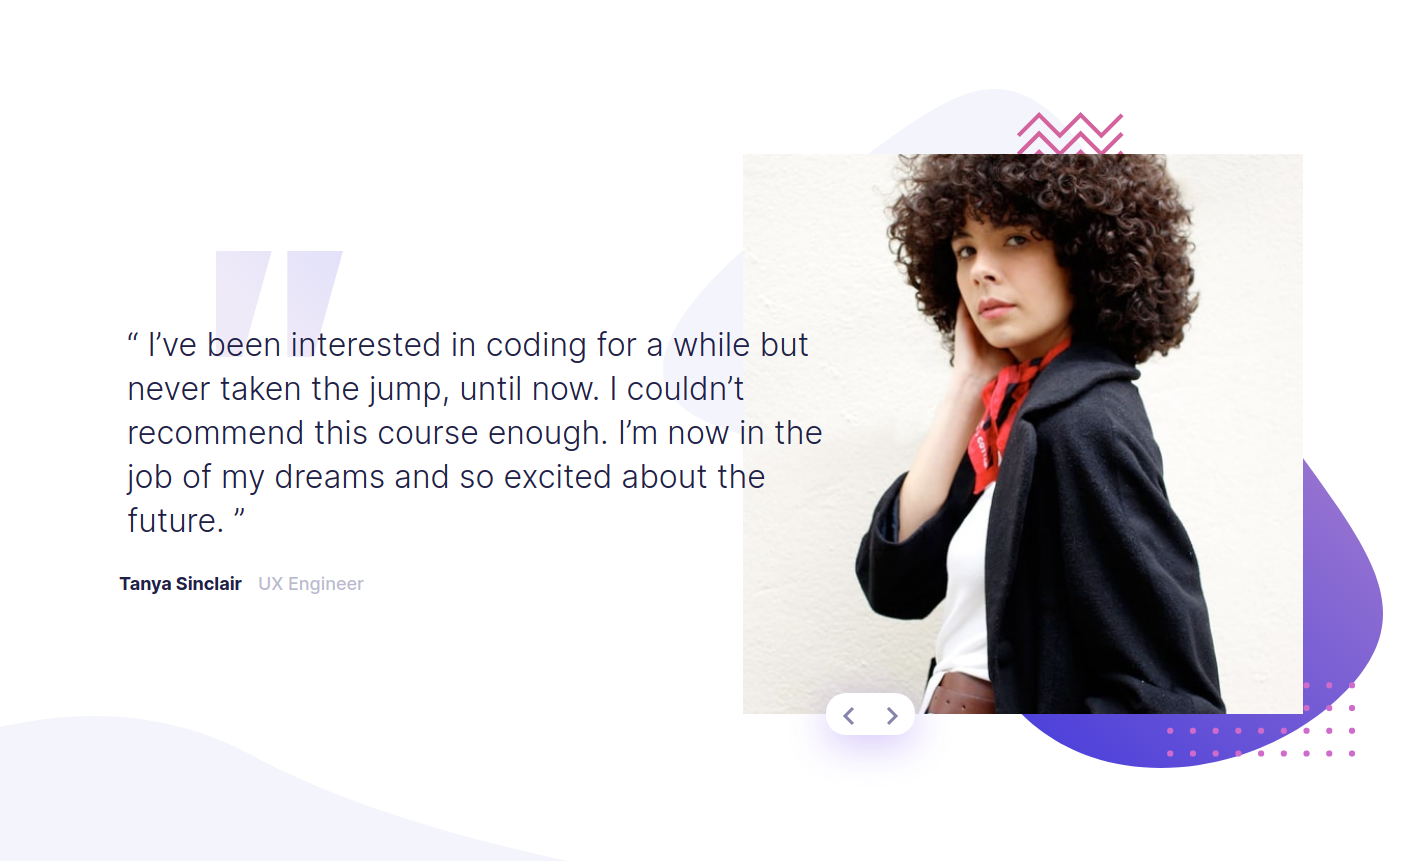 “ I’ve been interested in coding for a while but
never taken the jump, until now. I couldn’t
recommend this course enough. I’m now in the
job of my dreams and so excited about the
future. ”
Tanya Sinclair UX Engineer